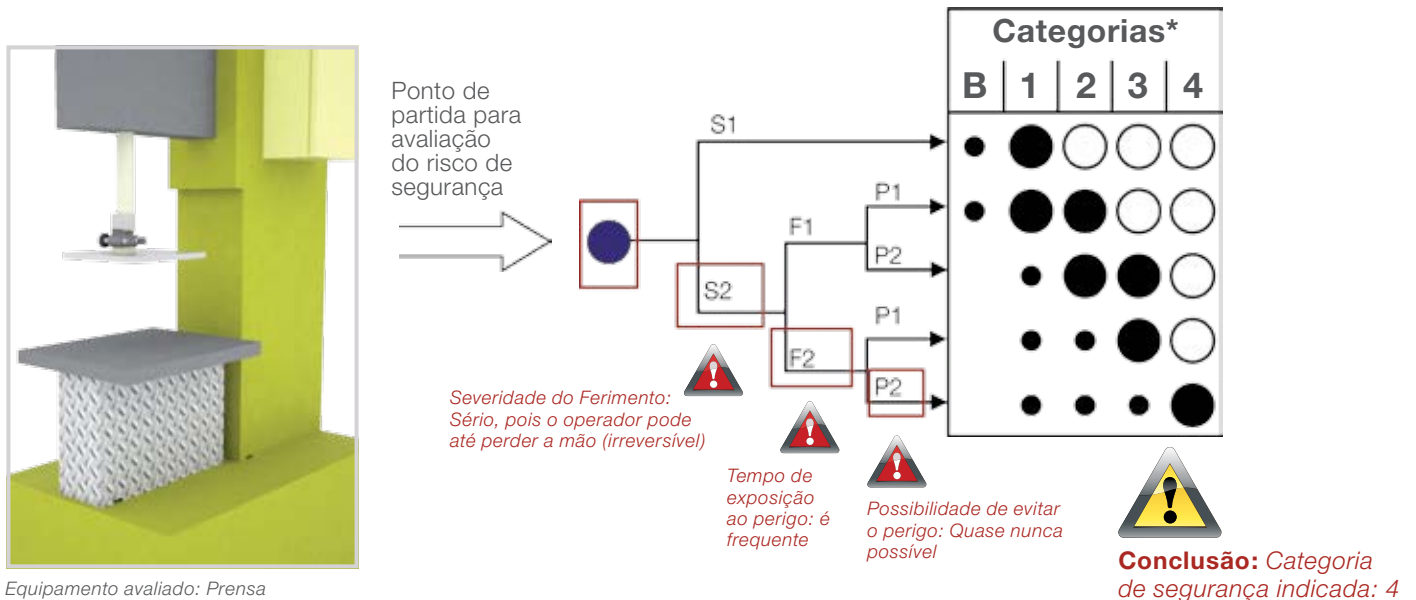 Categorias*
B 1 2 3 4
Ponto de
partida para
avaliação
do risco de
segurança
S1
P1
F1
P2
S2
P1
F2
P2
Severidade do Ferimento:
Sério, pois o operador pode
até perder a mão (irreversível)
Tempo de
exposição
ao perigo: é
frequente
Possibilidade de evitar
o perigo: Quase nunca
possível
Conclusão: Categoria
de segurança indicada: 4
Equipamento avaliado: Prensa